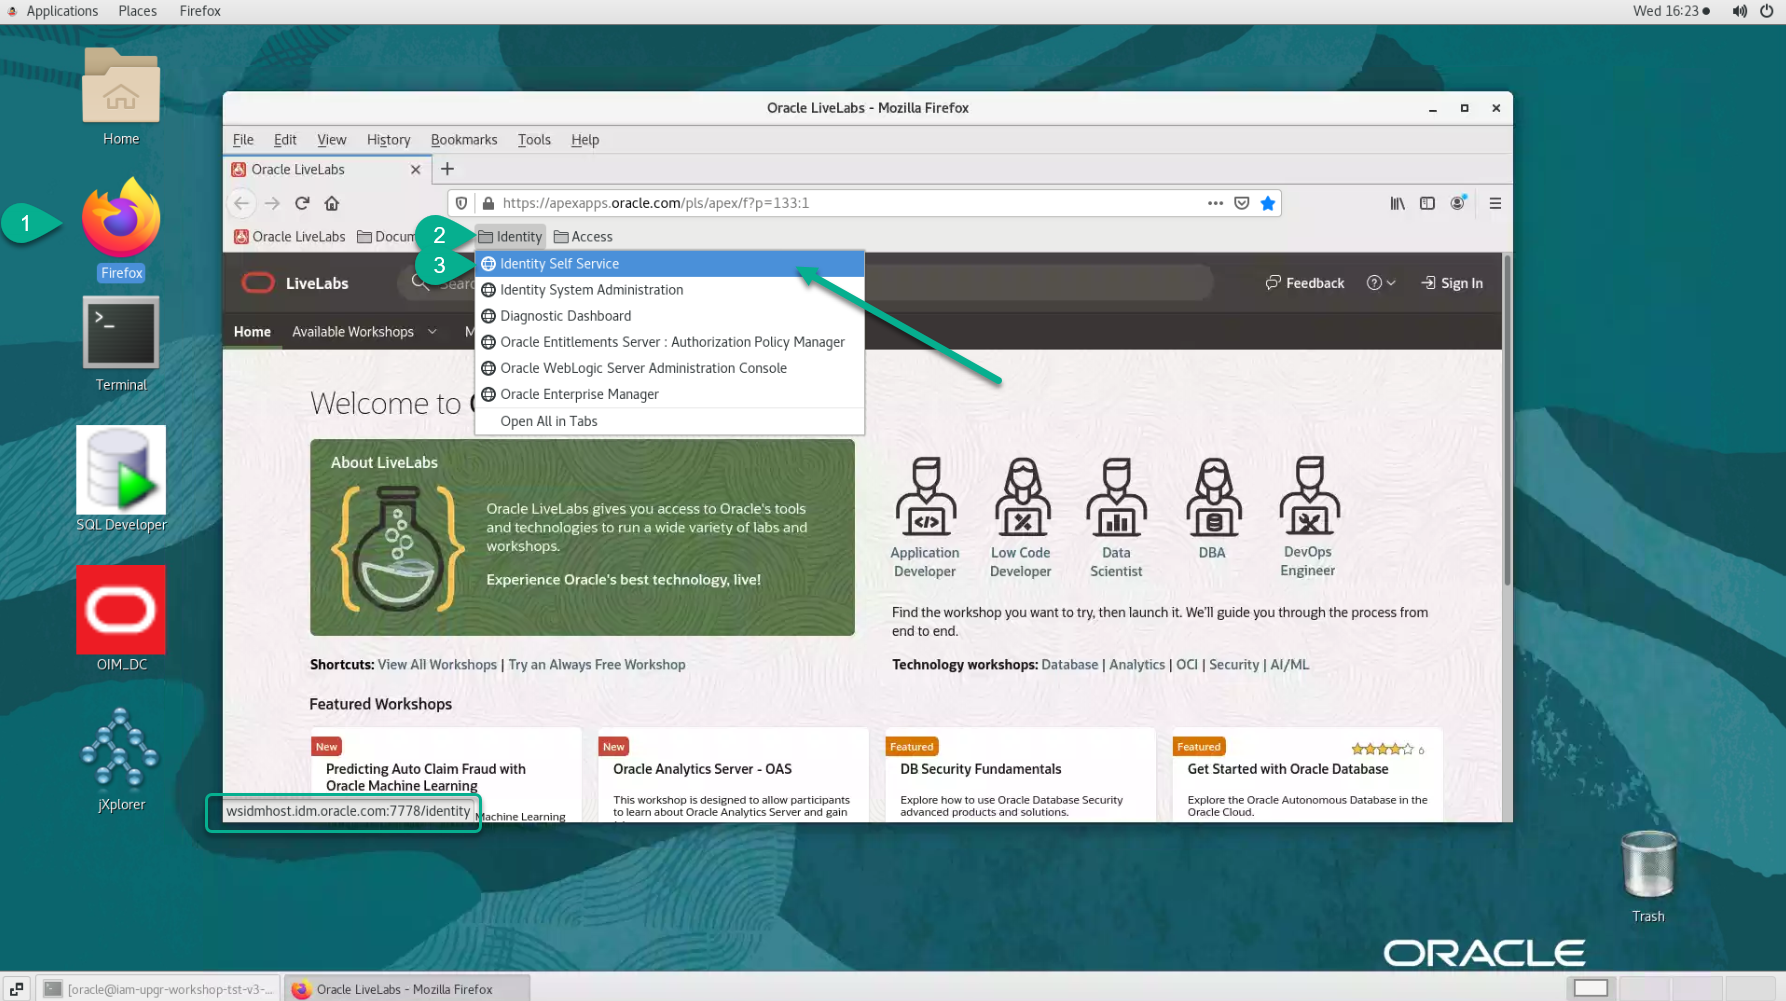 Applications Places Firefox Wed 16:23
Home
Firefox
Terminal
SQL Developer
OIM_DC
jXplorer
1
Oracle LiveLabs - Mozilla Firefox
File Edit View History Bookmarks Tools Help
Oracle LiveLabs
https://apexapps.oracle.com/pls/apex/f?p=133:1
Oracle LiveLabs Docum 2 Identity Access
3 Identity Self Service
Identity System Administration
Diagnostic Dashboard
Oracle Entitlements Server : Authorization Policy Manager
Oracle WebLogic Server Administration Console
Oracle Enterprise Manager
Open All in Tabs
LiveLabs Searc Feedback ? Sign In
Home Available Workshops M
Welcome to
About LiveLabs
Oracle LiveLabs gives you access to Oracle's tools
and technologies to run a wide variety of labs and
workshops.
Experience Oracle's best technology, live!
Application
Developer
Low Code
Developer
Data
Scientist
DBA
DevOps
Engineer
Find the workshop you want to try, then launch it. We'll guide you through the process from
end to end.
Shortcuts: View All Workshops | Try an Always Free Workshop
Technology workshops: Database | Analytics | OCI | Security | AI/ML
Featured Workshops
New
Predicting Auto Claim Fraud with
Oracle Machine Learning
Machine Learning
New
Oracle Analytics Server - OAS
This workshop is designed to allow participants
to learn about Oracle Analytics Server and gain
Featured
DB Security Fundamentals
Explore how to use Oracle Database Security
advanced products and solutions.
Featured
6
Get Started with Oracle Database
Explore the Oracle Autonomous Database in the
Oracle Cloud.
wsidmhost.idm.oracle.com:7778/identity
Trash
ORACLE
[oracle@iam-upgr-workshop-tst-v3-... Oracle LiveLabs - Mozilla Firefox